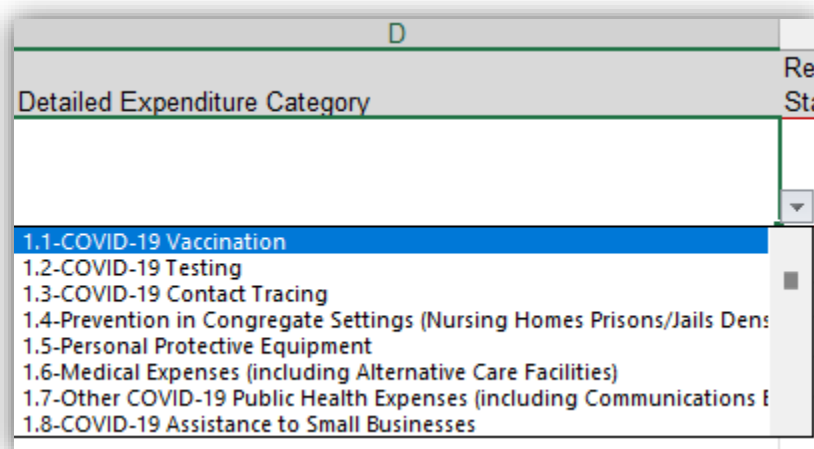 D
Re
Detailed Expenditure Category Sta
1.1-COVID-19 Vaccination
1.2-COVID-19 Testing
1.3-COVID-19 Contact Tracing
1.4-Prevention in Congregate Settings (Nursing Homes Prisons/Jails Dens
1.5-Personal Protective Equipment
1.6-Medical Expenses (including Alternative Care Facilities)
1.7-Other COVID-19 Public Health Expenses (including Communications E
1.8-COVID-19 Assistance to Small Businesses